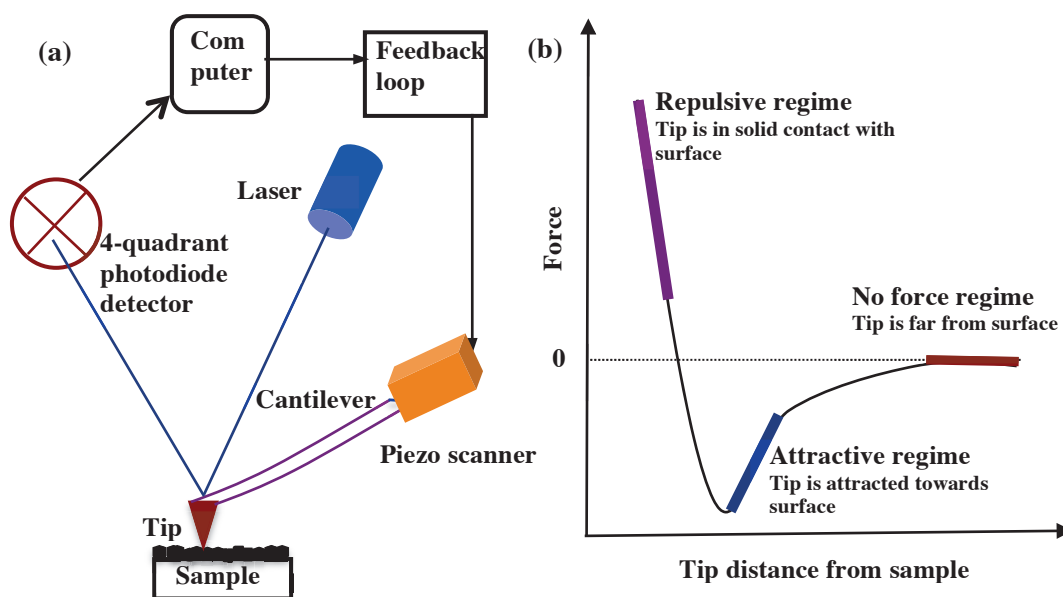 (a)
Com
puter
Feedback
loop
Laser
4-quadrant
photodiode
detector
Cantilever
Piezo scanner
Tip
Sample
(b)
Repulsive regime
Tip is in solid contact with
surface
Force
No force regime
Tip is far from surface
0
Attractive regime
Tip is attracted towards
surface
Tip distance from sample